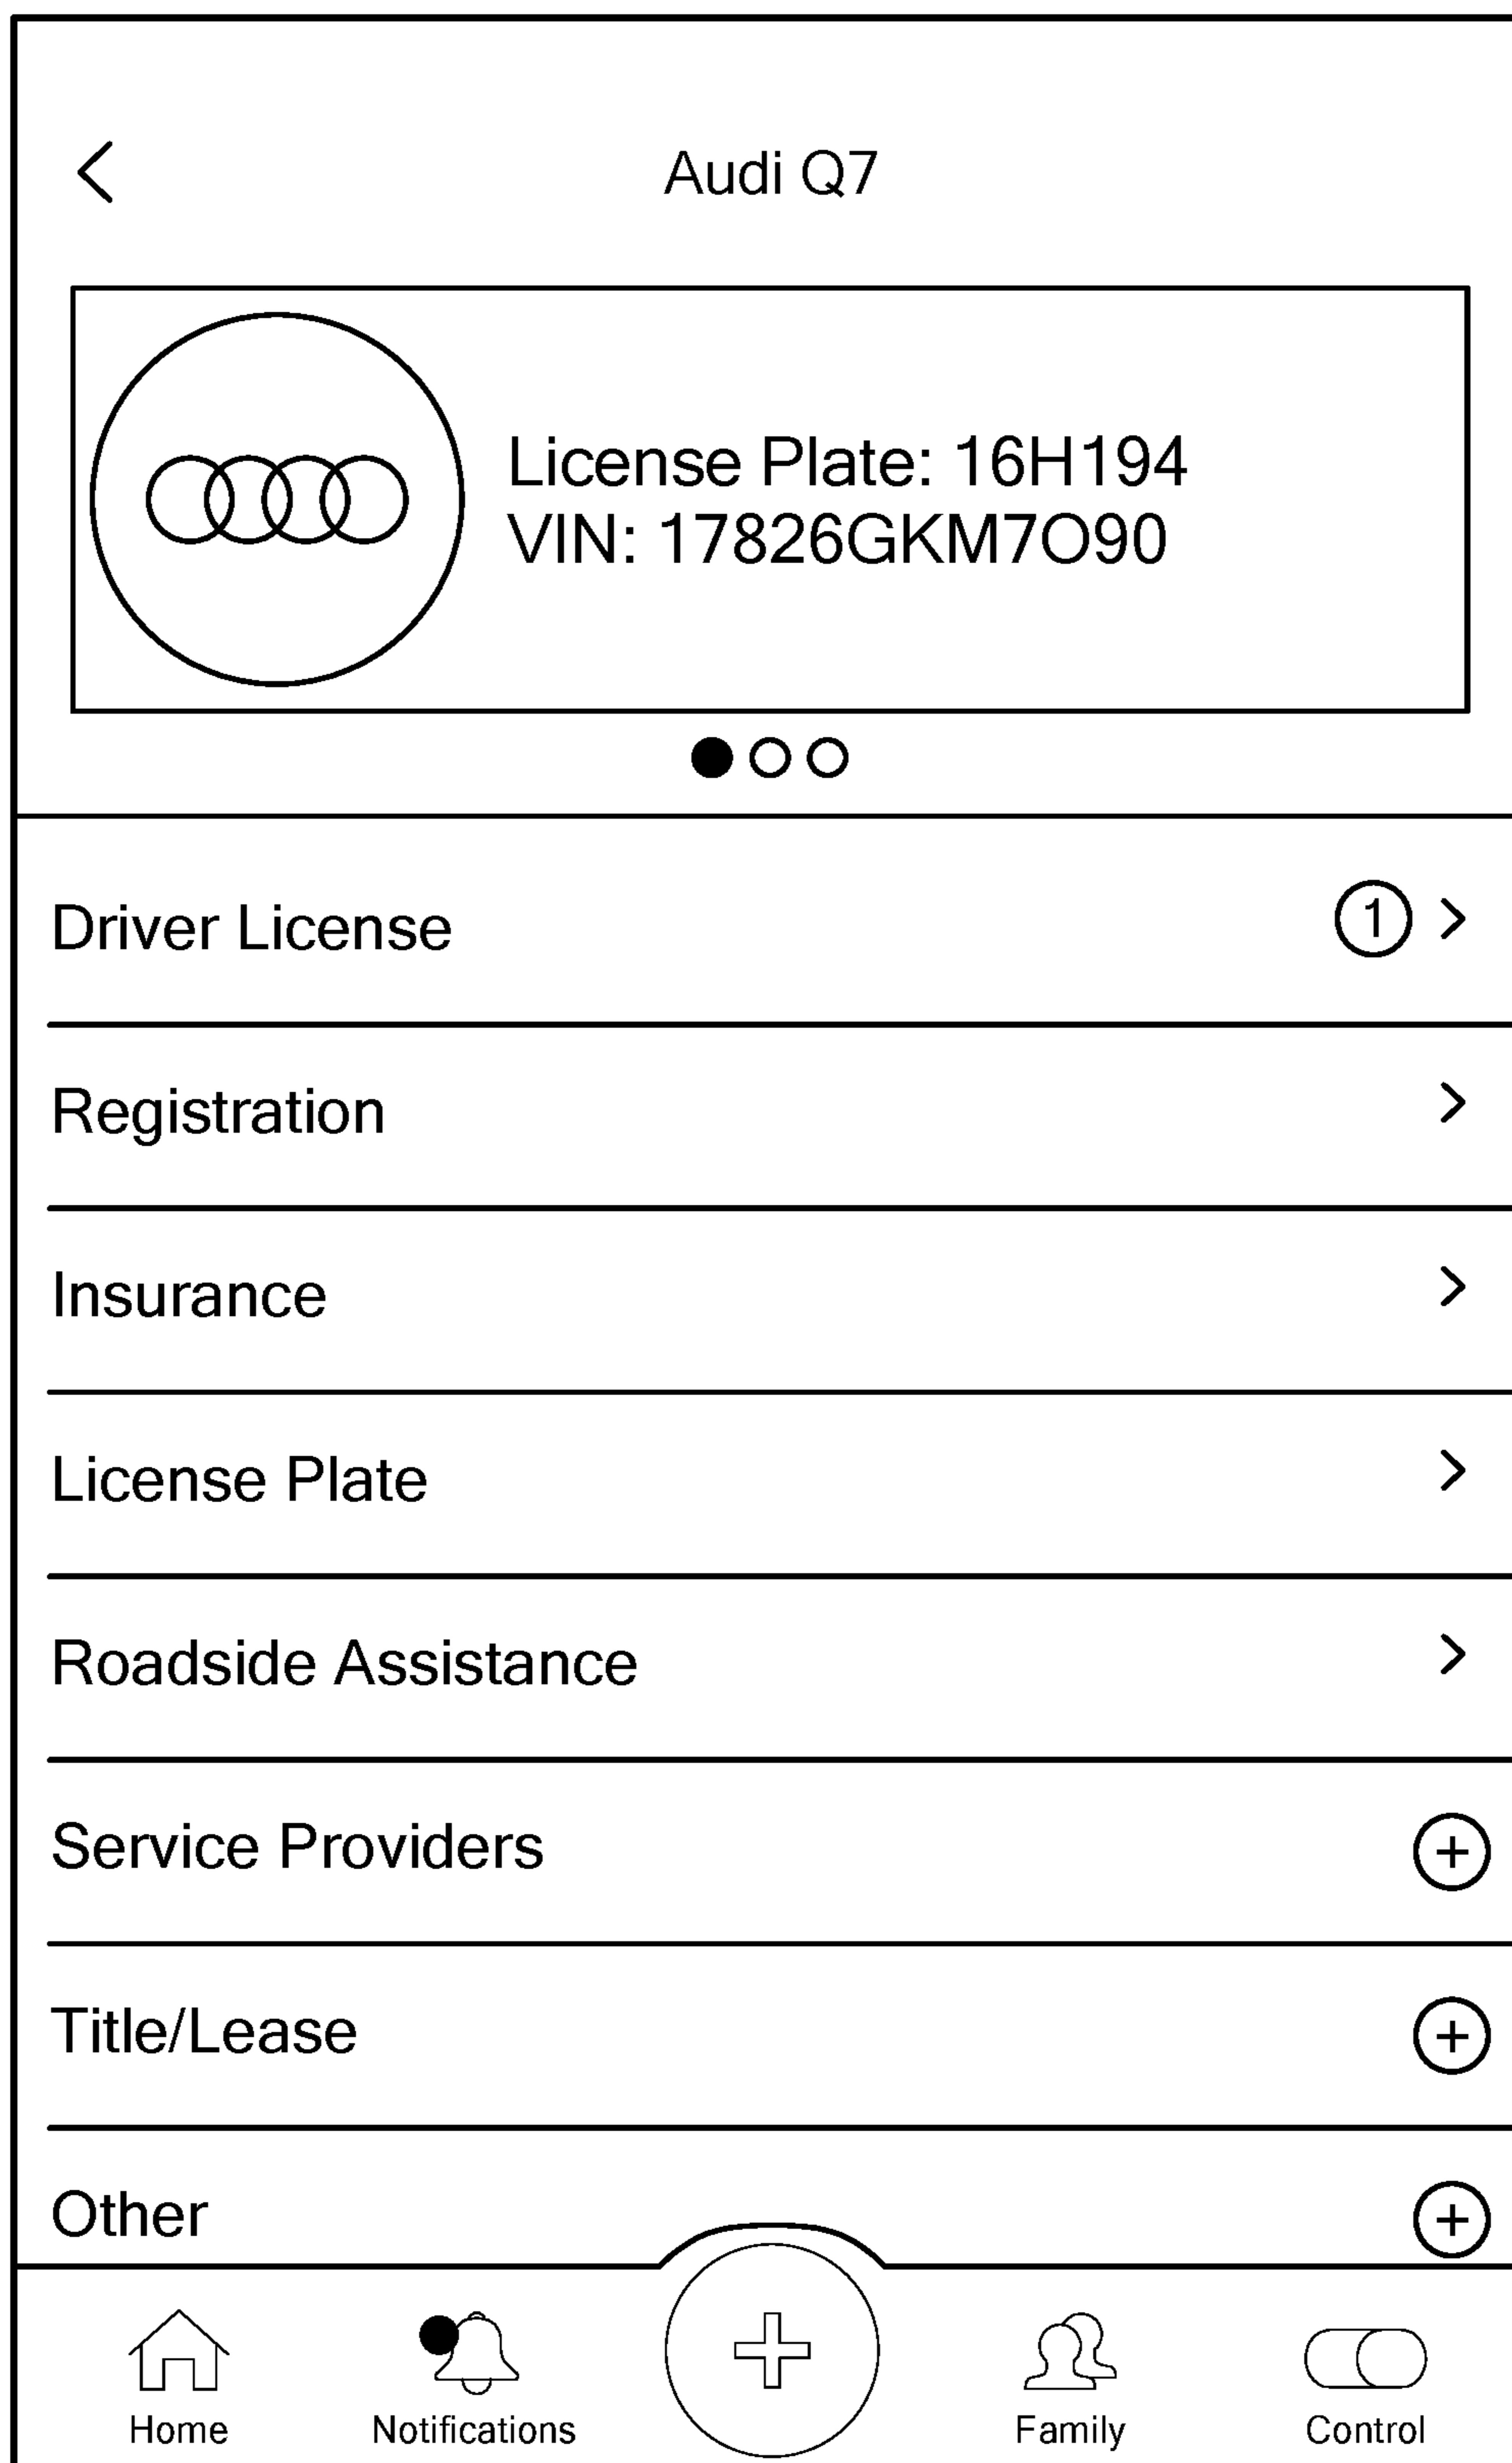 Audi Q7
License Plate: 16H194
VIN: 17826GKM7O90
Driver License 1
Registration
Insurance
License Plate
Roadside Assistance
Service Providers
Title/Lease
Other
Home Notifications Family Control